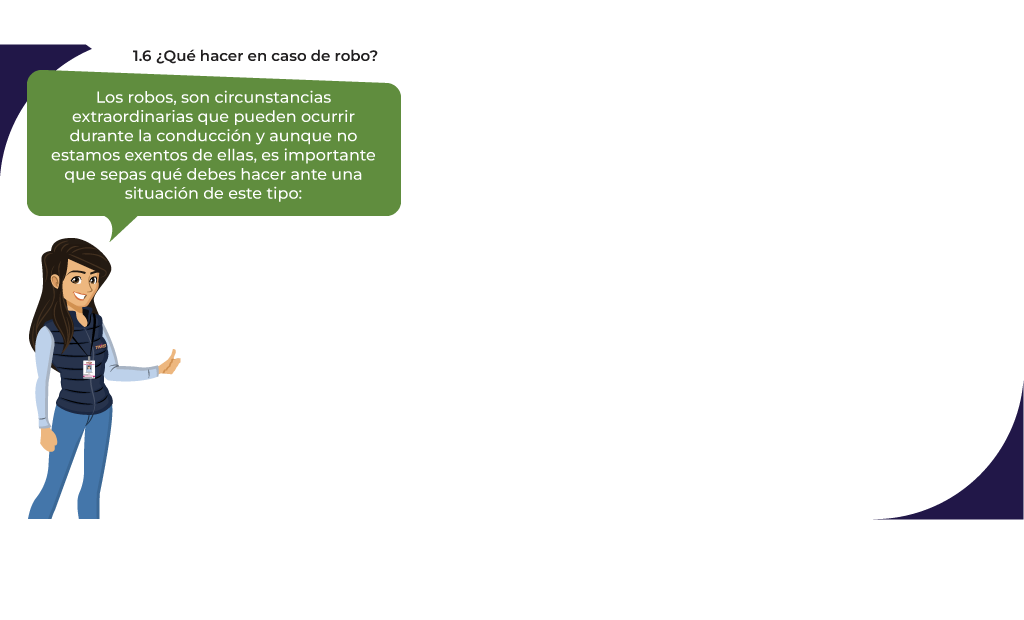 1.6 ¿Qué hacer en caso de robo?
Los robos, son circunstancias
extraordinarias que pueden ocurrir
durante la conducción y aunque no
estamos exentos de ellas, es importante
que sepas qué debes hacer ante una
situación de este tipo: